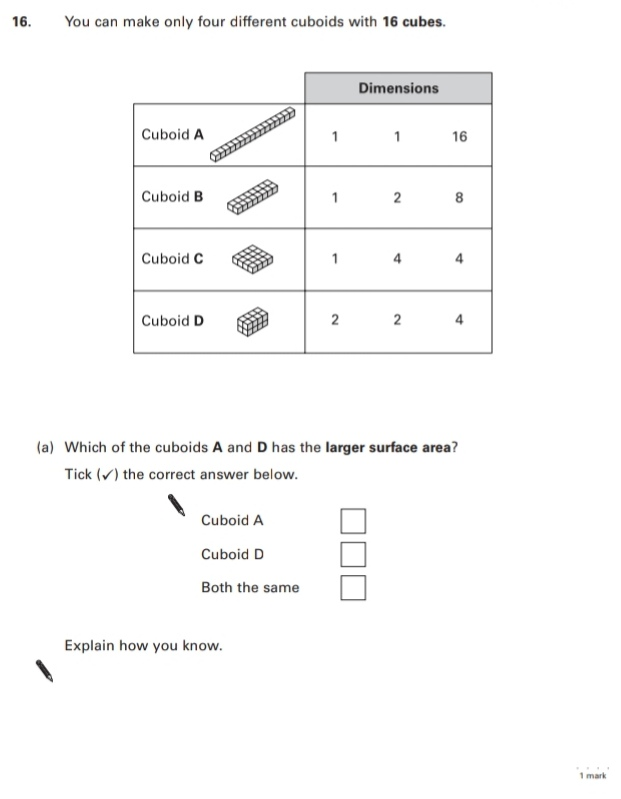 16. You can make only four different cuboids with 16 cubes.
Dimensions
Cuboid A 1 1 16
Cuboid B 1 2 8
Cuboid C 1 4 4
Cuboid D 2 2 4
(a) Which of the cuboids A and D has the larger surface area?
Tick (✓) the correct answer below.
Cuboid A
Cuboid D
Both the same
Explain how you know.
1 mark